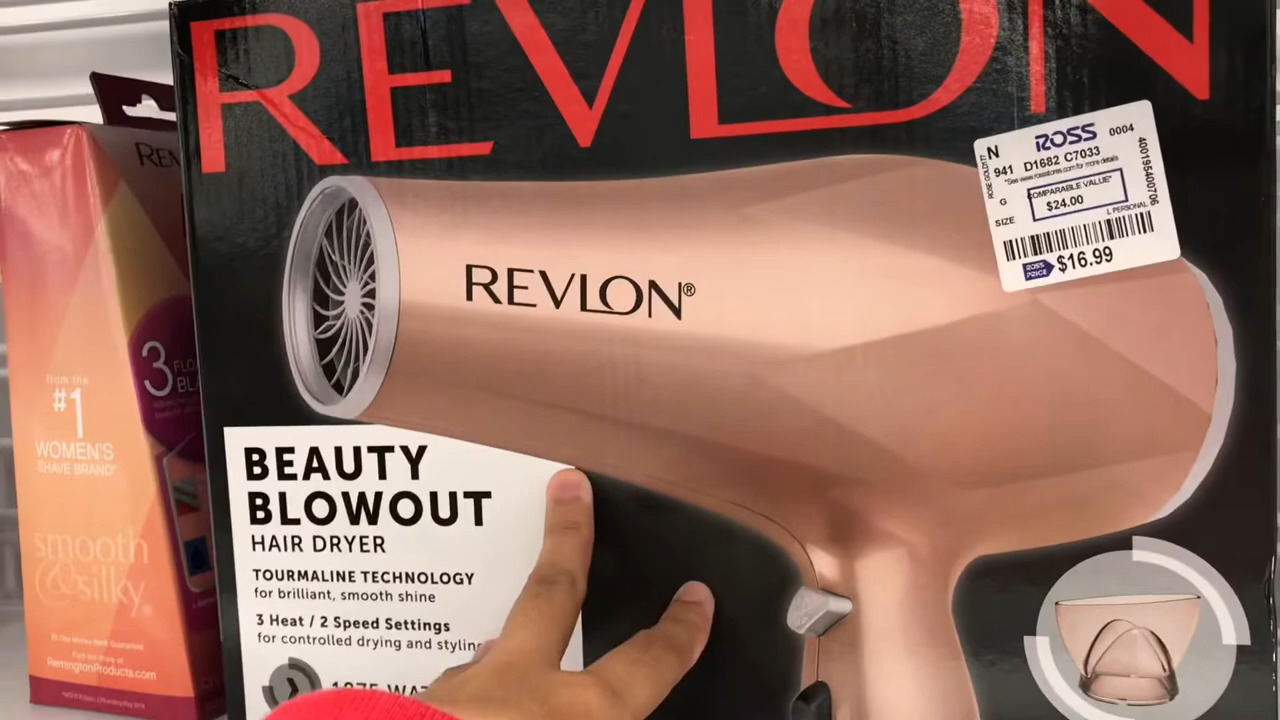 REVLON
ROSS
0004
N
941 D1682 C7033
*See www.rossstores.com for more details
COMPARABLE VALUE*
$24.00
G
SIZE
L PERSONAL
400195400706
ROSS PRICE
$16.99
REVLON®
BEAUTY
BLOWOUT
HAIR DRYER
TOURMALINE TECHNOLOGY
for brilliant, smooth shine
3 Heat / 2 Speed Settings
for controlled drying and styling
1875
from the
#1
WOMEN'S
SHAVE BRAND*
3
smooth
& silky®
RemingtonProducts.com